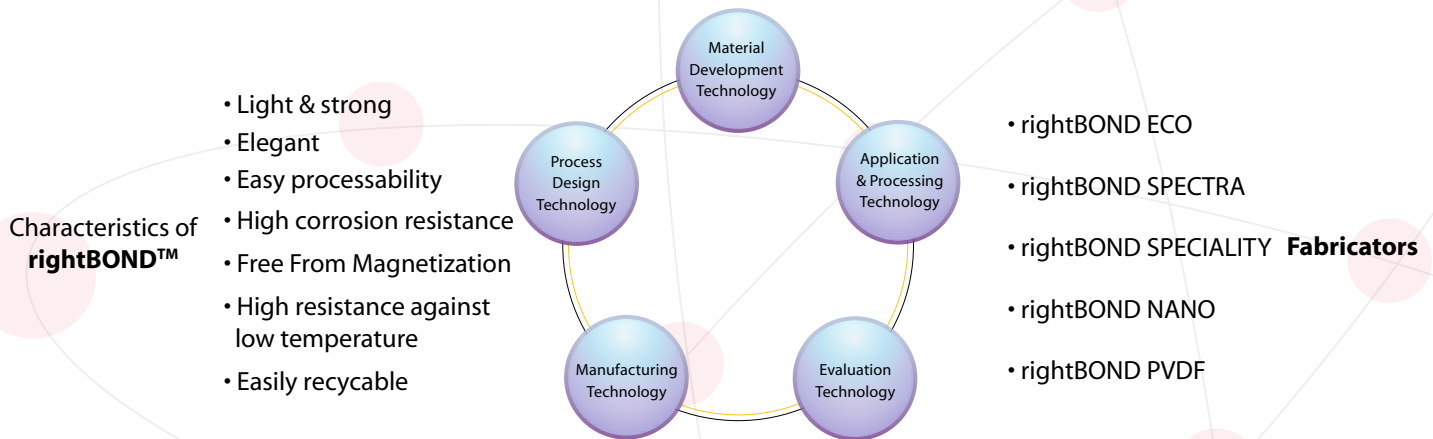 Characteristics of
rightBOND™
• Light & strong
• Elegant
• Easy processability
• High corrosion resistance
• Free From Magnetization
• High resistance against
low temperature
• Easily recycable
Material
Development
Technology
Process
Design
Technology
Application
& Processing
Technology
Manufacturing
Technology
Evaluation
Technology
• rightBOND ECO
• rightBOND SPECTRA
• rightBOND SPECIALITY
• rightBOND NANO
• rightBOND PVDF
Fabricators